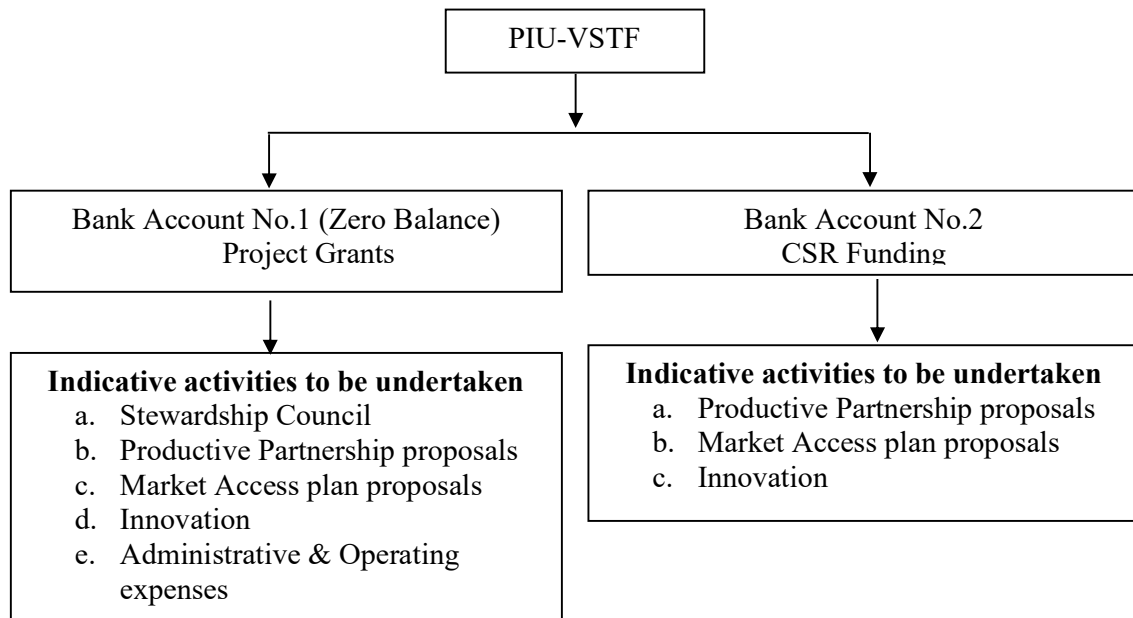 PIU-VSTF
Bank Account No.1 (Zero Balance)
Project Grants
Bank Account No.2
CSR Funding
Indicative activities to be undertaken
a. Stewardship Council
b. Productive Partnership proposals
c. Market Access plan proposals
d. Innovation
e. Administrative & Operating
expenses
Indicative activities to be undertaken
a. Productive Partnership proposals
b. Market Access plan proposals
c. Innovation